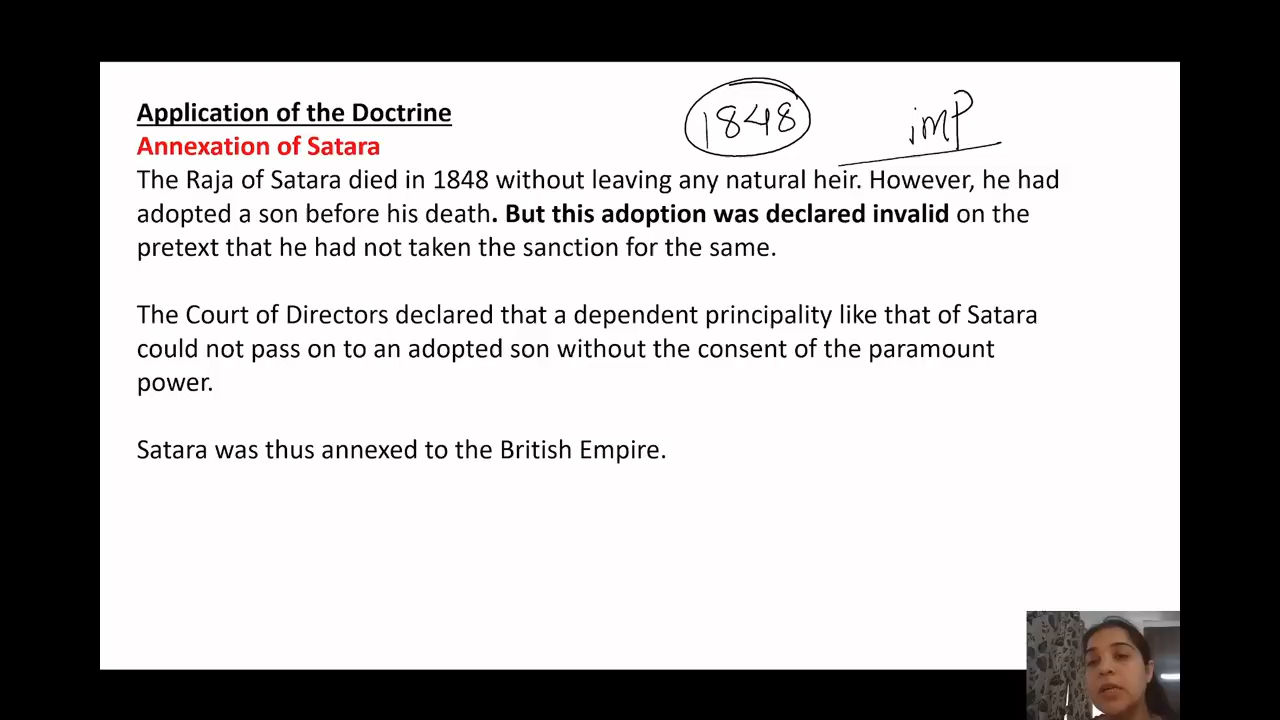 Application of the Doctrine
1848
imp
Annexation of Satara
The Raja of Satara died in 1848 without leaving any natural heir. However, he had
adopted a son before his death. But this adoption was declared invalid on the
pretext that he had not taken the sanction for the same.
The Court of Directors declared that a dependent principality like that of Satara
could not pass on to an adopted son without the consent of the paramount
power.
Satara was thus annexed to the British Empire.